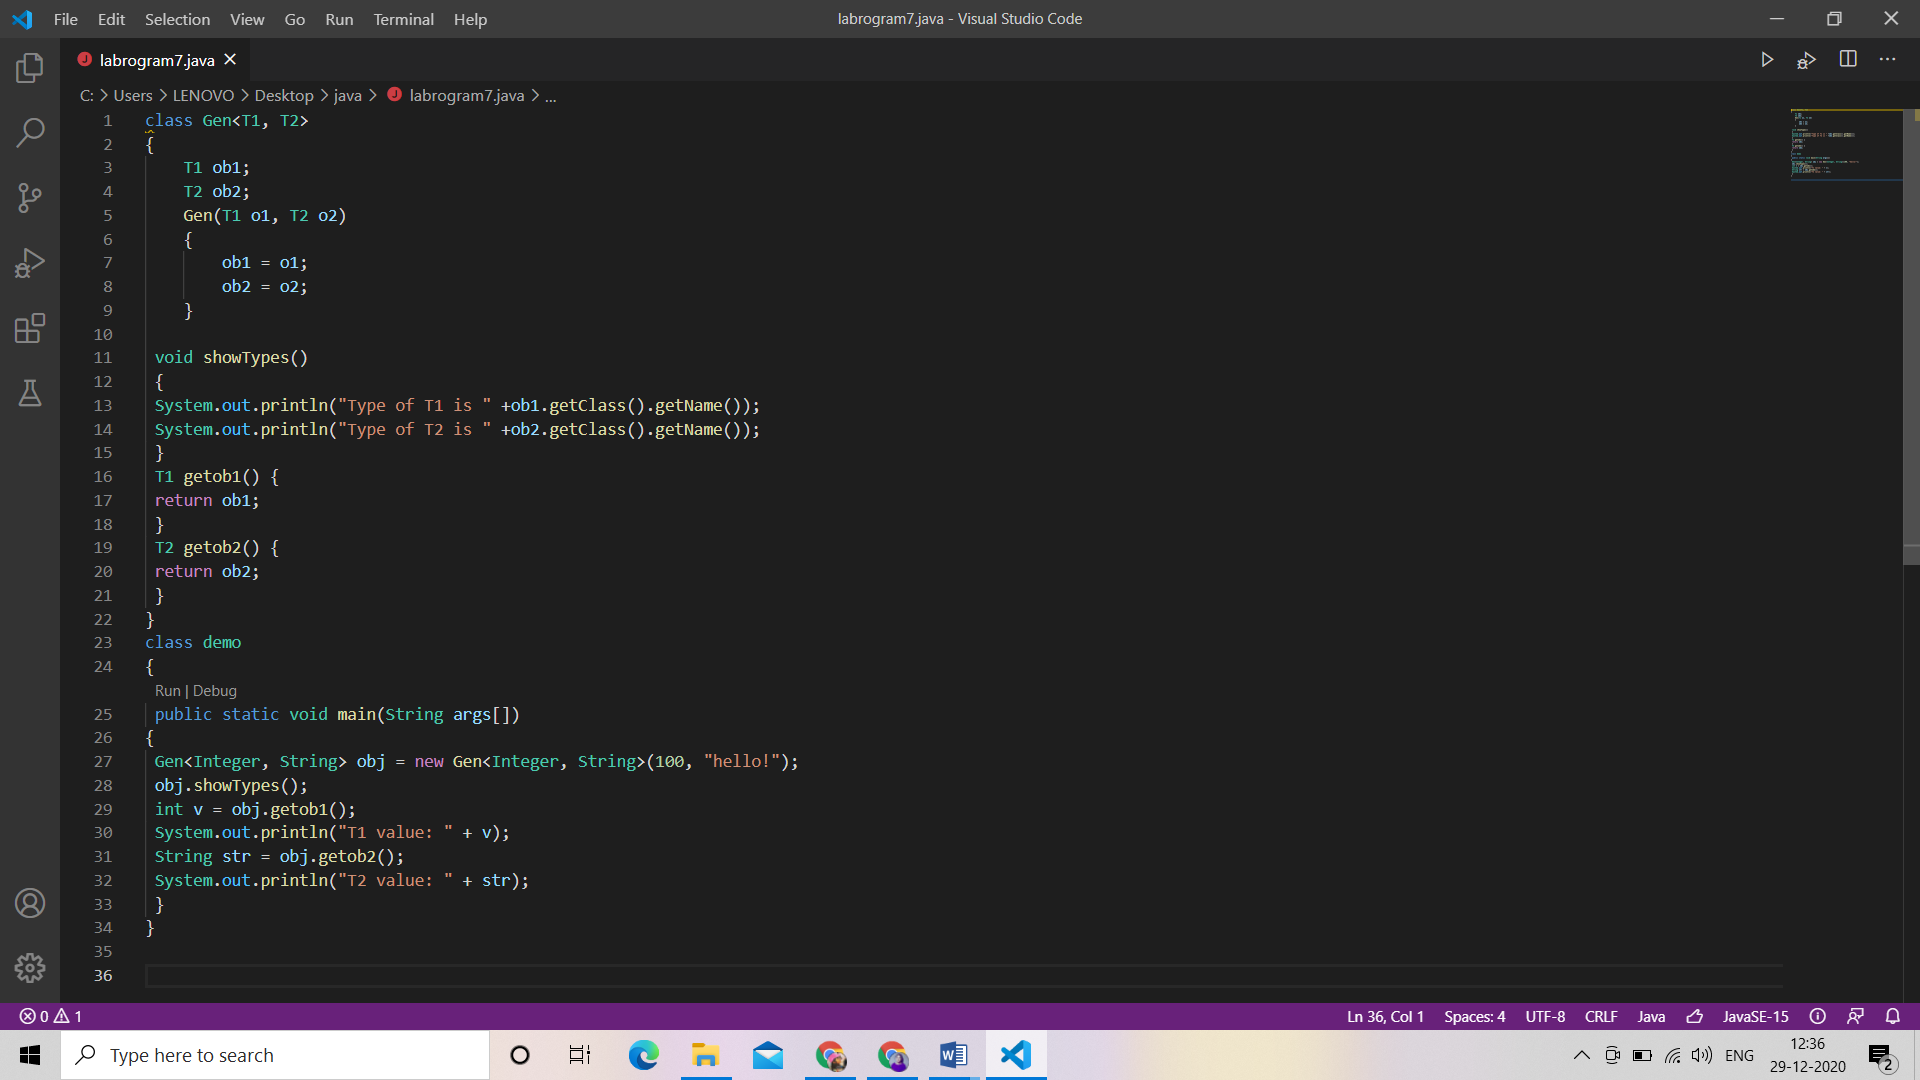 File Edit Selection View Go Run Terminal Help labrogram7.java - Visual Studio Code
labrogram7.java
C: > Users > LENOVO > Desktop > java > labrogram7.java > ...
1 class Gen<T1, T2>
2 {
3 T1 ob1;
4 T2 ob2;
5 Gen(T1 o1, T2 o2)
6 {
7 ob1 = o1;
8 ob2 = o2;
9 }
10
11 void showTypes()
12 {
13 System.out.println("Type of T1 is " +ob1.getClass().getName());
14 System.out.println("Type of T2 is " +ob2.getClass().getName());
15 }
16 T1 getob1() {
17 return ob1;
18 }
19 T2 getob2() {
20 return ob2;
21 }
22 }
23 class demo
24 {
Run | Debug
25 public static void main(String args[])
26 {
27 Gen<Integer, String> obj = new Gen<Integer, String>(100, "hello!");
28 obj.showTypes();
29 int v = obj.getob1();
30 System.out.println("T1 value: " + v);
31 String str = obj.getob2();
32 System.out.println("T2 value: " + str);
33 }
34 }
35
36
0 1 Ln 36, Col 1 Spaces: 4 UTF-8 CRLF Java JavaSE-15
Type here to search ENG 12:36
29-12-2020 2